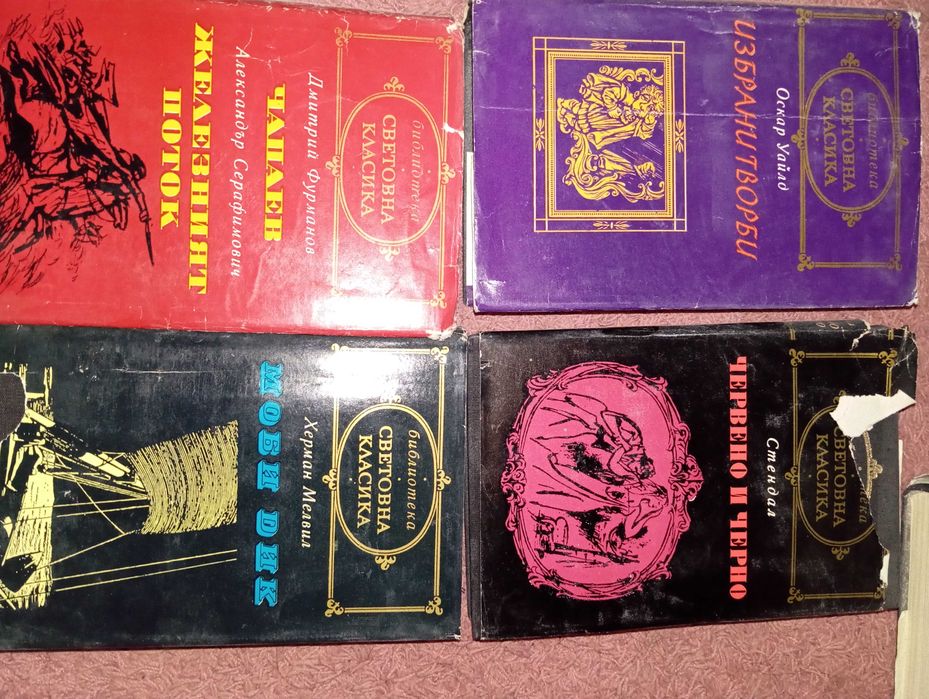 библиотека
СВЕТОВНА
КЛАСИКА
Дмитрий Фурманов
ЧАПАЕВ
Александър Серафимович
ЖЕЛЕЗНИЯТ
ПОТОК
библиотека
СВЕТОВНА
КЛАСИКА
Оскар Уайлд
ИЗБРАНИ ТВОРБИ
библиотека
СВЕТОВНА
КЛАСИКА
Херман Мелвил
МОБИ ДИК
СВЕТОВНА
КЛАСИКА
Стендал
ЧЕРВЕНО И ЧЕРНО